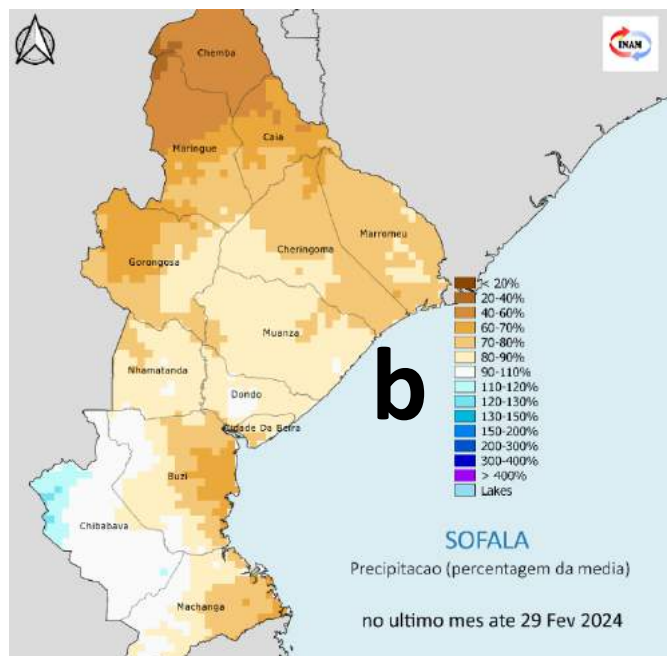 INAM
Chemba
Maringue
Caia
Gorongosa
Cheringoma
Marromeu
Muanza
Nhamatanda
Dondo
Cidade Da Beira
Buzi
Chibabava
Machanga
b
< 20%
20-40%
40-60%
60-70%
70-80%
80-90%
90-110%
110-120%
120-130%
130-150%
150-200%
200-300%
300-400%
> 400%
Lakes
SOFALA
Precipitacao (percentagem da media)
no ultimo mes ate 29 Fev 2024